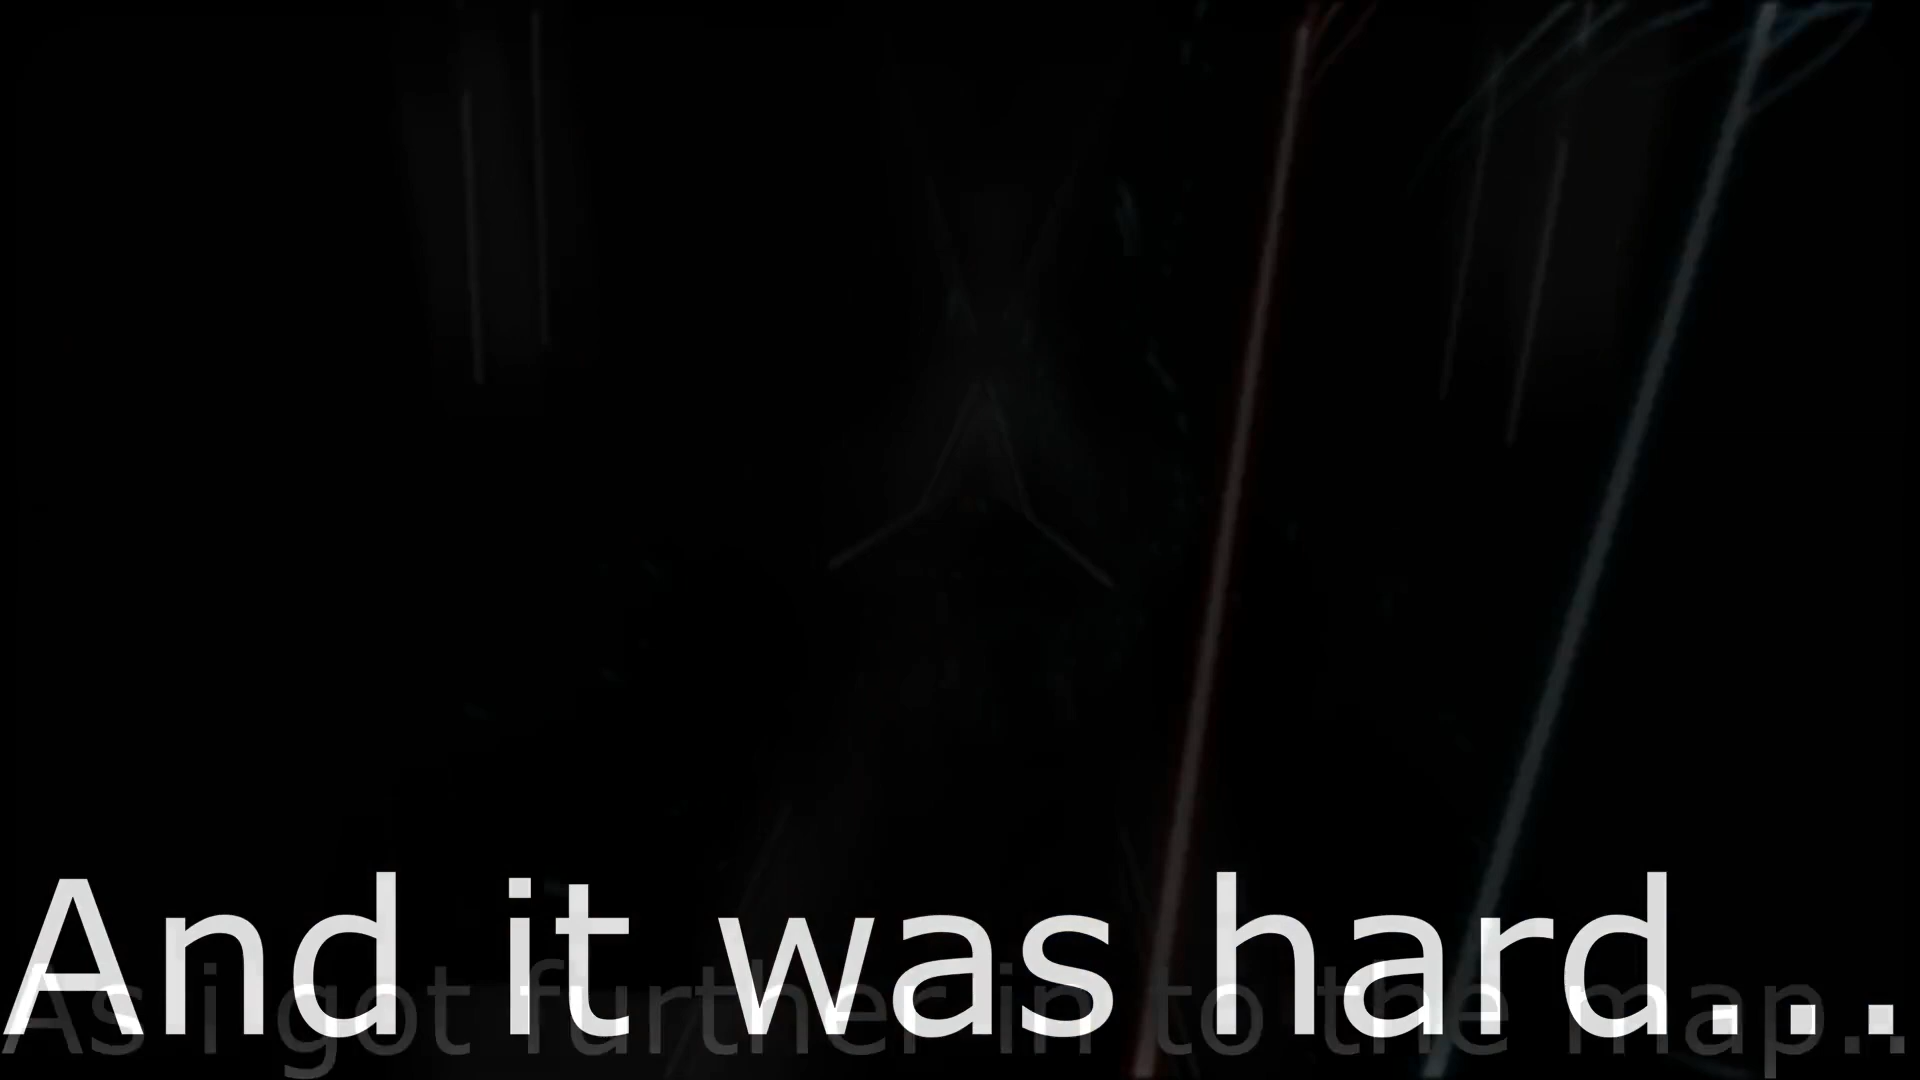 And it was hard...
As i got further in to the map...